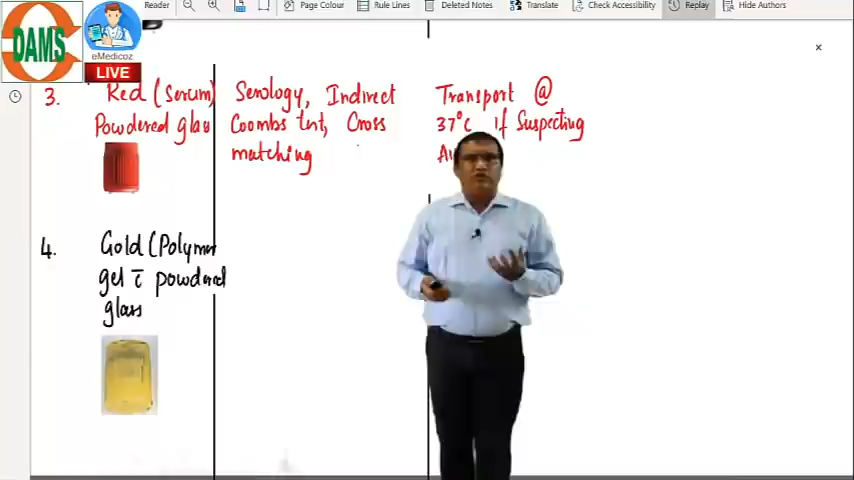 Reader
Page Colour
Rule Lines
Deleted Notes
Translate
Check Accessibility
Replay
Hide Authors
DAMS
eMedicoz
LIVE
3. Red (Serum) Serology, Indirect Transport @
Powdered glas Coombs test, Cross 37°C If Suspecting
matching
4. Gold (Polymer
gel c̄ powdered
glass